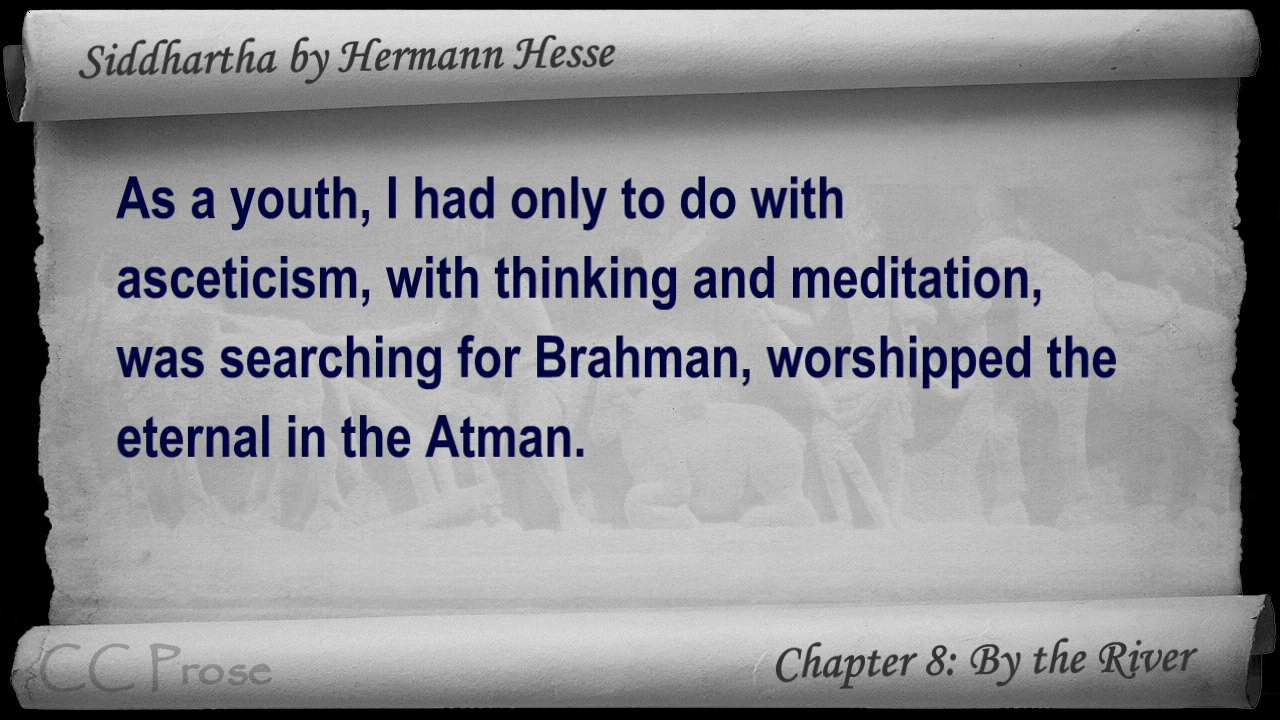 Siddhartha by Hermann Hesse
As a youth, I had only to do with
asceticism, with thinking and meditation,
was searching for Brahman, worshipped the
eternal in the Atman.
CC Prose
Chapter 8: By the River